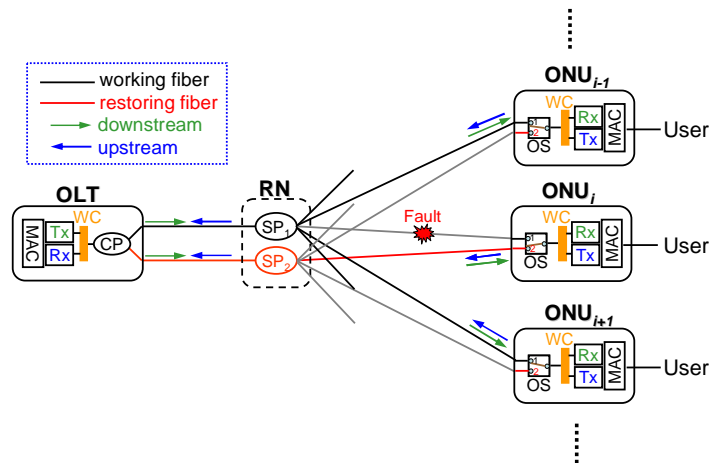 working fiber
restoring fiber
downstream
upstream
OLT
WC
MAC
Tx
Rx
CP
RN
SP1
SP2
Fault
ONUi-1
WC
1
2
OS
Rx
Tx
MAC
User
ONUi
WC
1
2
OS
Rx
Tx
MAC
User
ONUi+1
WC
1
2
OS
Rx
Tx
MAC
User